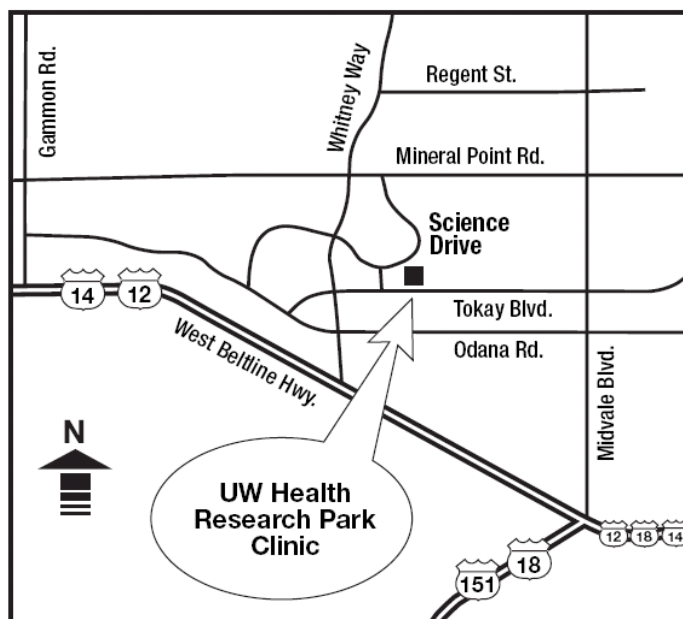 Gammon Rd.
Whitney Way
Regent St.
Mineral Point Rd.
Science
Drive
14
12
Tokay Blvd.
West Beltline Hwy.
Odana Rd.
Midvale Blvd.
N
UW Health
Research Park
Clinic
12
18
14
18
151